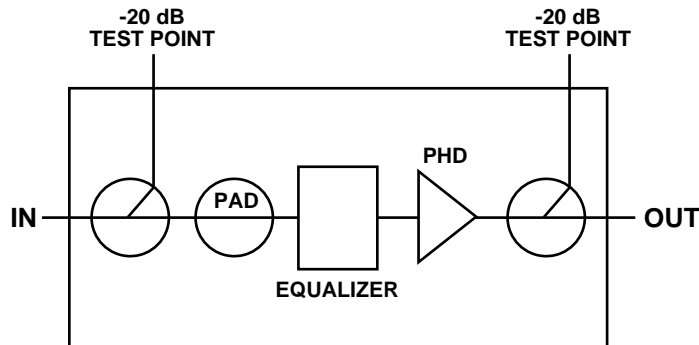 -20 dB
TEST POINT
-20 dB
TEST POINT
PHD
PAD
IN
OUT
EQUALIZER